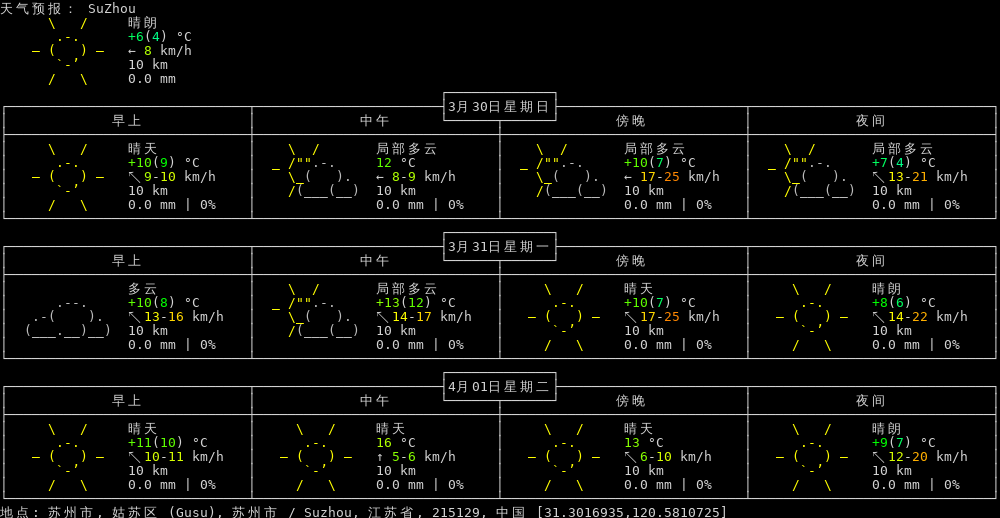 天气预报: SuZhou
晴朗
+6(4) °C
← 8 km/h
10 km
0.0 mm
3月30日星期日
早上 中午 傍晚 夜间
晴天 局部多云 局部多云 局部多云
+10(9) °C 12 °C +10(7) °C +7(4) °C
↖ 9-10 km/h ← 8-9 km/h ← 17-25 km/h ↖ 13-21 km/h
10 km 10 km 10 km 10 km
0.0 mm | 0% 0.0 mm | 0% 0.0 mm | 0% 0.0 mm | 0%
3月31日星期一
早上 中午 傍晚 夜间
多云 局部多云 晴天 晴朗
+10(8) °C +13(12) °C +10(7) °C +8(6) °C
↖ 13-16 km/h ↖ 14-17 km/h ↖ 17-25 km/h ↖ 14-22 km/h
10 km 10 km 10 km 10 km
0.0 mm | 0% 0.0 mm | 0% 0.0 mm | 0% 0.0 mm | 0%
4月01日星期二
早上 中午 傍晚 夜间
晴天 晴天 晴天 晴朗
+11(10) °C 16 °C 13 °C +9(7) °C
↖ 10-11 km/h ↑ 5-6 km/h ↖ 6-10 km/h ↖ 12-20 km/h
10 km 10 km 10 km 10 km
0.0 mm | 0% 0.0 mm | 0% 0.0 mm | 0% 0.0 mm | 0%
地点: 苏州市, 姑苏区 (Gusu), 苏州市 / Suzhou, 江苏省, 215129, 中国 [31.3016935,120.5810725]